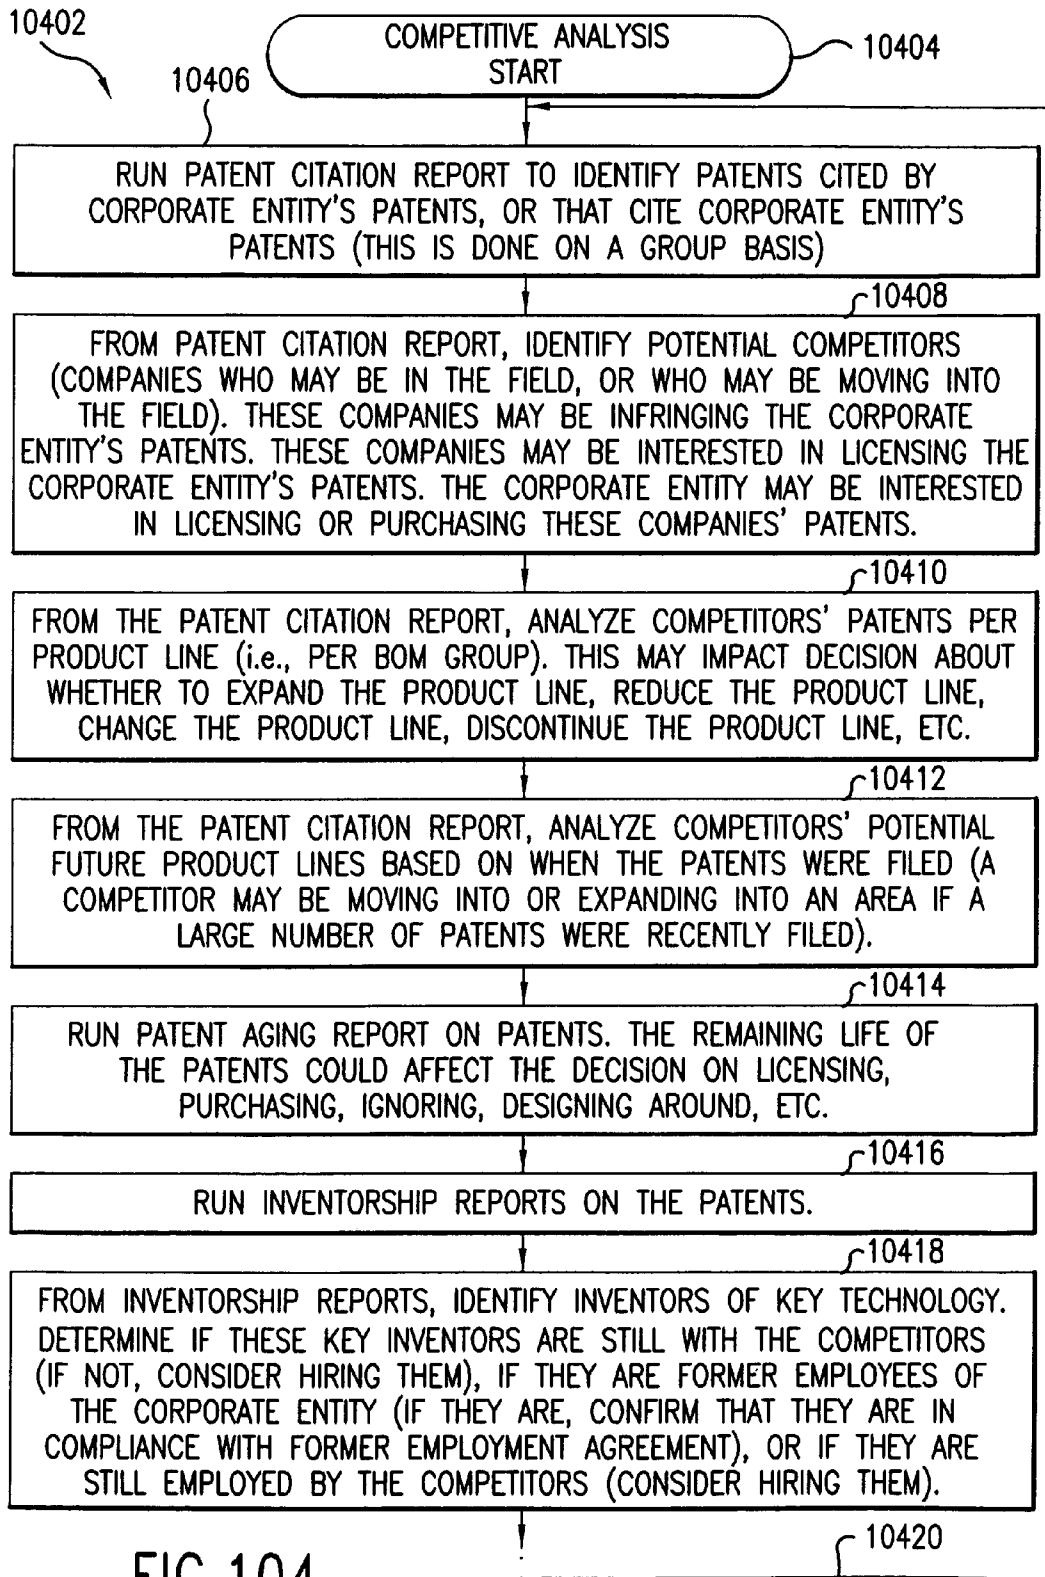 10402
COMPETITIVE ANALYSIS
START
10404
10406
RUN PATENT CITATION REPORT TO IDENTIFY PATENTS CITED BY
CORPORATE ENTITY'S PATENTS, OR THAT CITE CORPORATE ENTITY'S
PATENTS (THIS IS DONE ON A GROUP BASIS)
10408
FROM PATENT CITATION REPORT, IDENTIFY POTENTIAL COMPETITORS
(COMPANIES WHO MAY BE IN THE FIELD, OR WHO MAY BE MOVING INTO
THE FIELD). THESE COMPANIES MAY BE INFRINGING THE CORPORATE
ENTITY'S PATENTS. THESE COMPANIES MAY BE INTERESTED IN LICENSING THE
CORPORATE ENTITY'S PATENTS. THE CORPORATE ENTITY MAY BE INTERESTED
IN LICENSING OR PURCHASING THESE COMPANIES' PATENTS.
10410
FROM THE PATENT CITATION REPORT, ANALYZE COMPETITORS' PATENTS PER
PRODUCT LINE (i.e., PER BOM GROUP). THIS MAY IMPACT DECISION ABOUT
WHETHER TO EXPAND THE PRODUCT LINE, REDUCE THE PRODUCT LINE,
CHANGE THE PRODUCT LINE, DISCONTINUE THE PRODUCT LINE, ETC.
10412
FROM THE PATENT CITATION REPORT, ANALYZE COMPETITORS' POTENTIAL
FUTURE PRODUCT LINES BASED ON WHEN THE PATENTS WERE FILED (A
COMPETITOR MAY BE MOVING INTO OR EXPANDING INTO AN AREA IF A
LARGE NUMBER OF PATENTS WERE RECENTLY FILED).
10414
RUN PATENT AGING REPORT ON PATENTS. THE REMAINING LIFE OF
THE PATENTS COULD AFFECT THE DECISION ON LICENSING,
PURCHASING, IGNORING, DESIGNING AROUND, ETC.
10416
RUN INVENTORSHIP REPORTS ON THE PATENTS.
10418
FROM INVENTORSHIP REPORTS, IDENTIFY INVENTORS OF KEY TECHNOLOGY.
DETERMINE IF THESE KEY INVENTORS ARE STILL WITH THE COMPETITORS
(IF NOT, CONSIDER HIRING THEM), IF THEY ARE FORMER EMPLOYEES OF
THE CORPORATE ENTITY (IF THEY ARE, CONFIRM THAT THEY ARE IN
COMPLIANCE WITH FORMER EMPLOYMENT AGREEMENT), OR IF THEY ARE
STILL EMPLOYED BY THE COMPETITORS (CONSIDER HIRING THEM).
10420
FIG.104